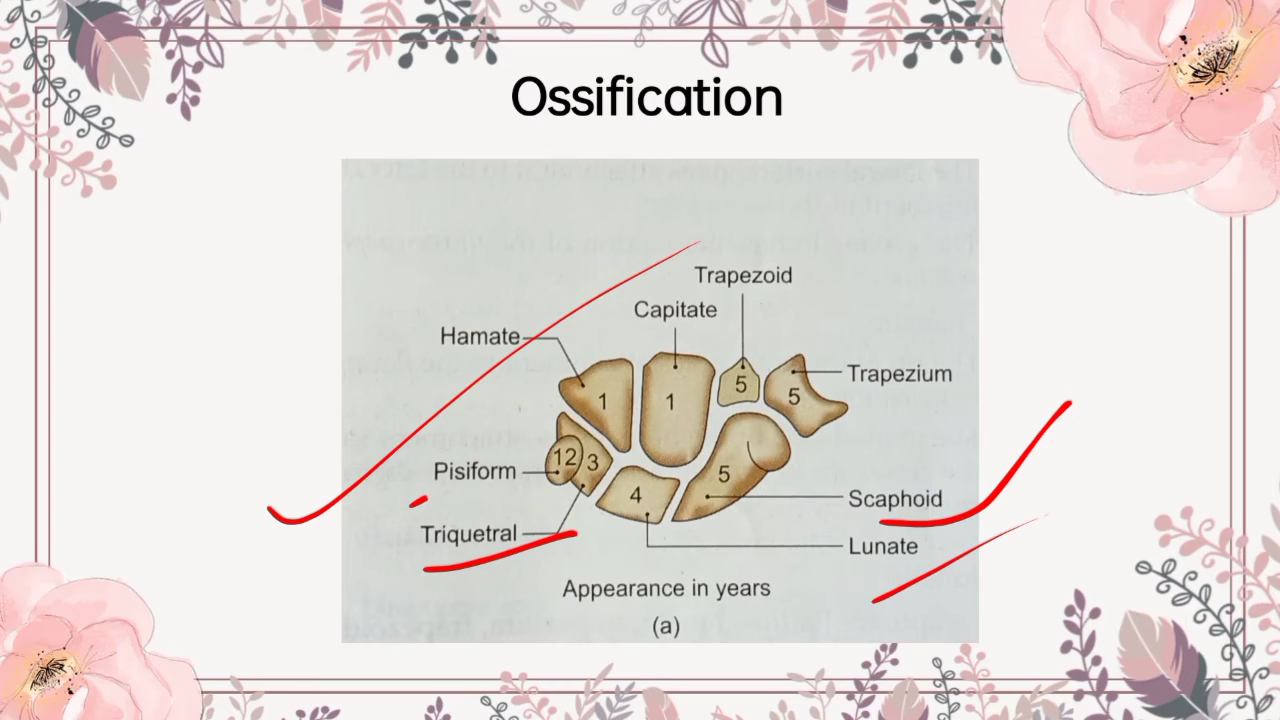 Ossification
Trapezoid
Capitate
Hamate
Trapezium
1
1
5
5
Pisiform
12
3
5
4
Scaphoid
Triquetral
Lunate
Appearance in years
(a)